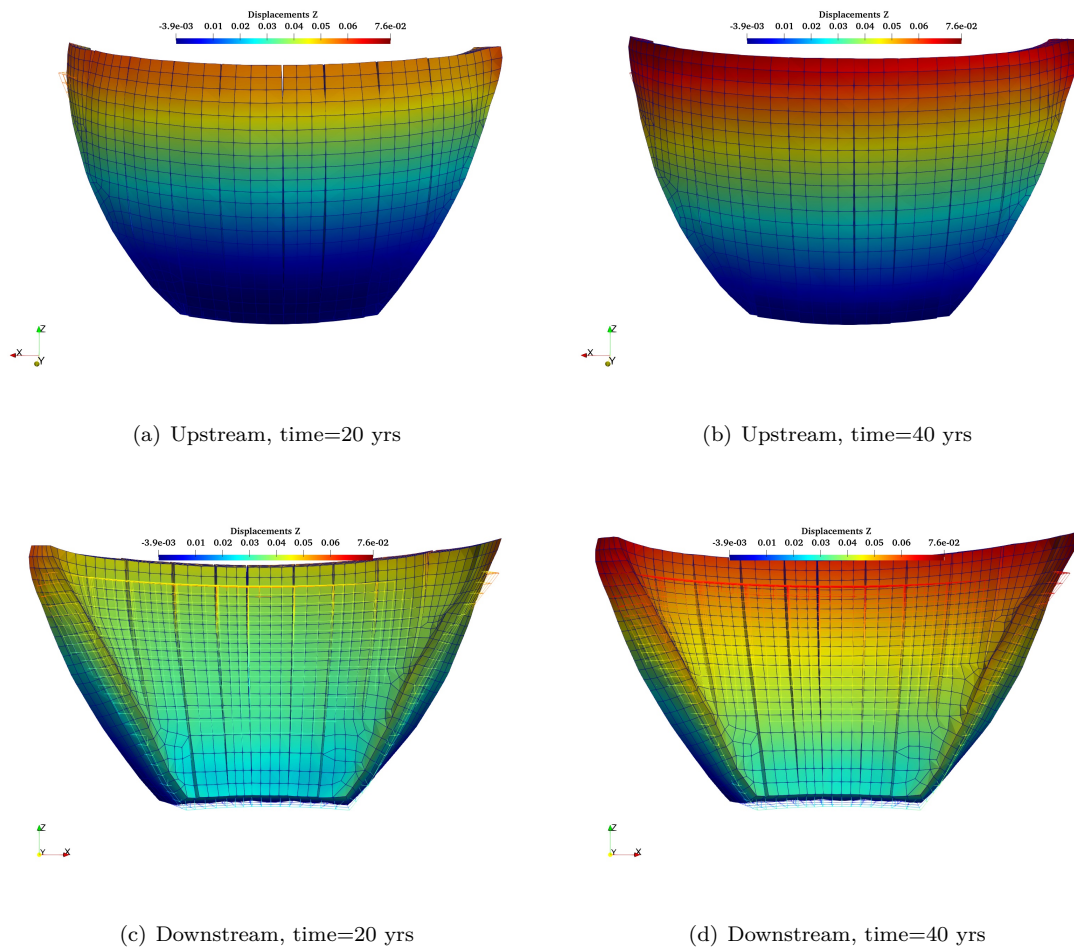 Displacements Z
-3.9e-03 0.01 0.02 0.03 0.04 0.05 0.06 7.6e-02
Z
X
Y
(a) Upstream, time=20 yrs
Displacements Z
-3.9e-03 0.01 0.02 0.03 0.04 0.05 0.06 7.6e-02
Z
X
Y
(b) Upstream, time=40 yrs
Displacements Z
-3.9e-03 0.01 0.02 0.03 0.04 0.05 0.06 7.6e-02
Z
Y X
(c) Downstream, time=20 yrs
Displacements Z
-3.9e-03 0.01 0.02 0.03 0.04 0.05 0.06 7.6e-02
Z
Y X
(d) Downstream, time=40 yrs